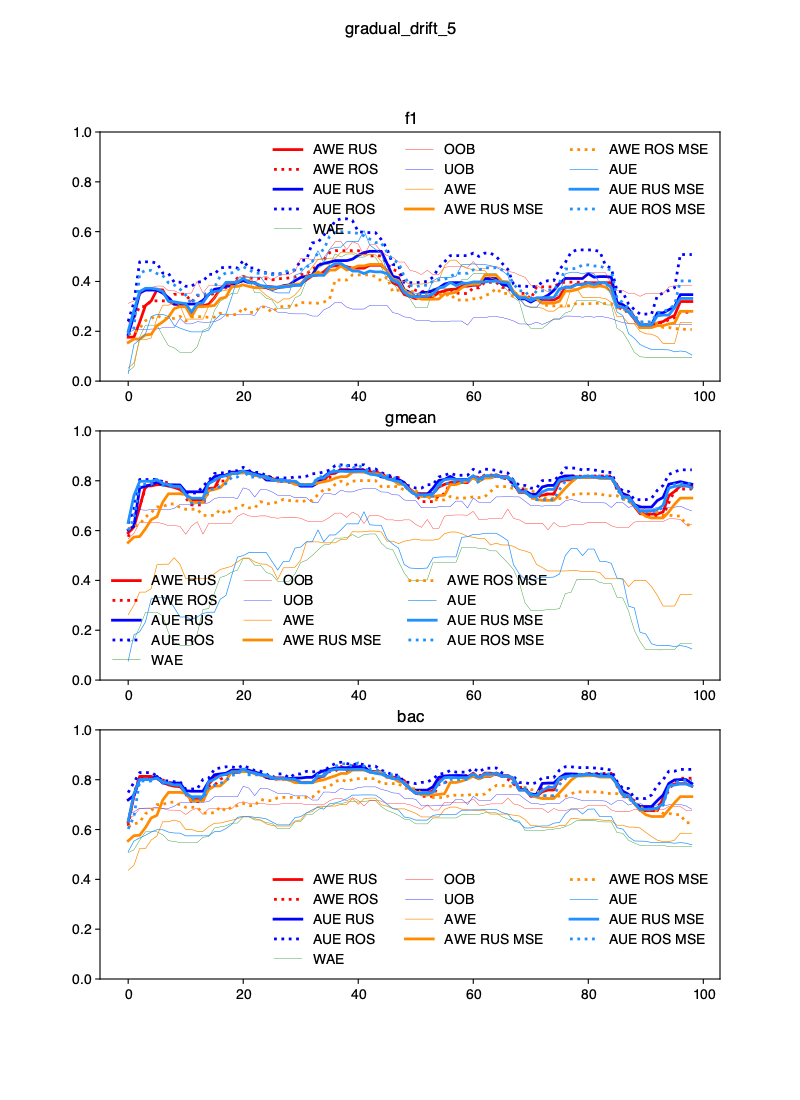 gradual_drift_5
f1
1.0
AWE RUS OOB AWE ROS MSE
AWE ROS UOB AUE
0.8
AUE RUS AWE AUE RUS MSE
AUE ROS AWE RUS MSE AUE ROS MSE
0.6
WAE
0.4
0.2
0.0
0 20 40 60 80 100
gmean
1.0
0.8
0.6
0.4
AWE RUS OOB AWE ROS MSE
AWE ROS UOB AUE
0.2
AUE RUS AWE AUE RUS MSE
AUE ROS AWE RUS MSE AUE ROS MSE
WAE
0.0
0 20 40 60 80 100
bac
1.0
0.8
0.6
0.4
AWE RUS OOB AWE ROS MSE
AWE ROS UOB AUE
0.2
AUE RUS AWE AUE RUS MSE
AUE ROS AWE RUS MSE AUE ROS MSE
WAE
0.0
0 20 40 60 80 100